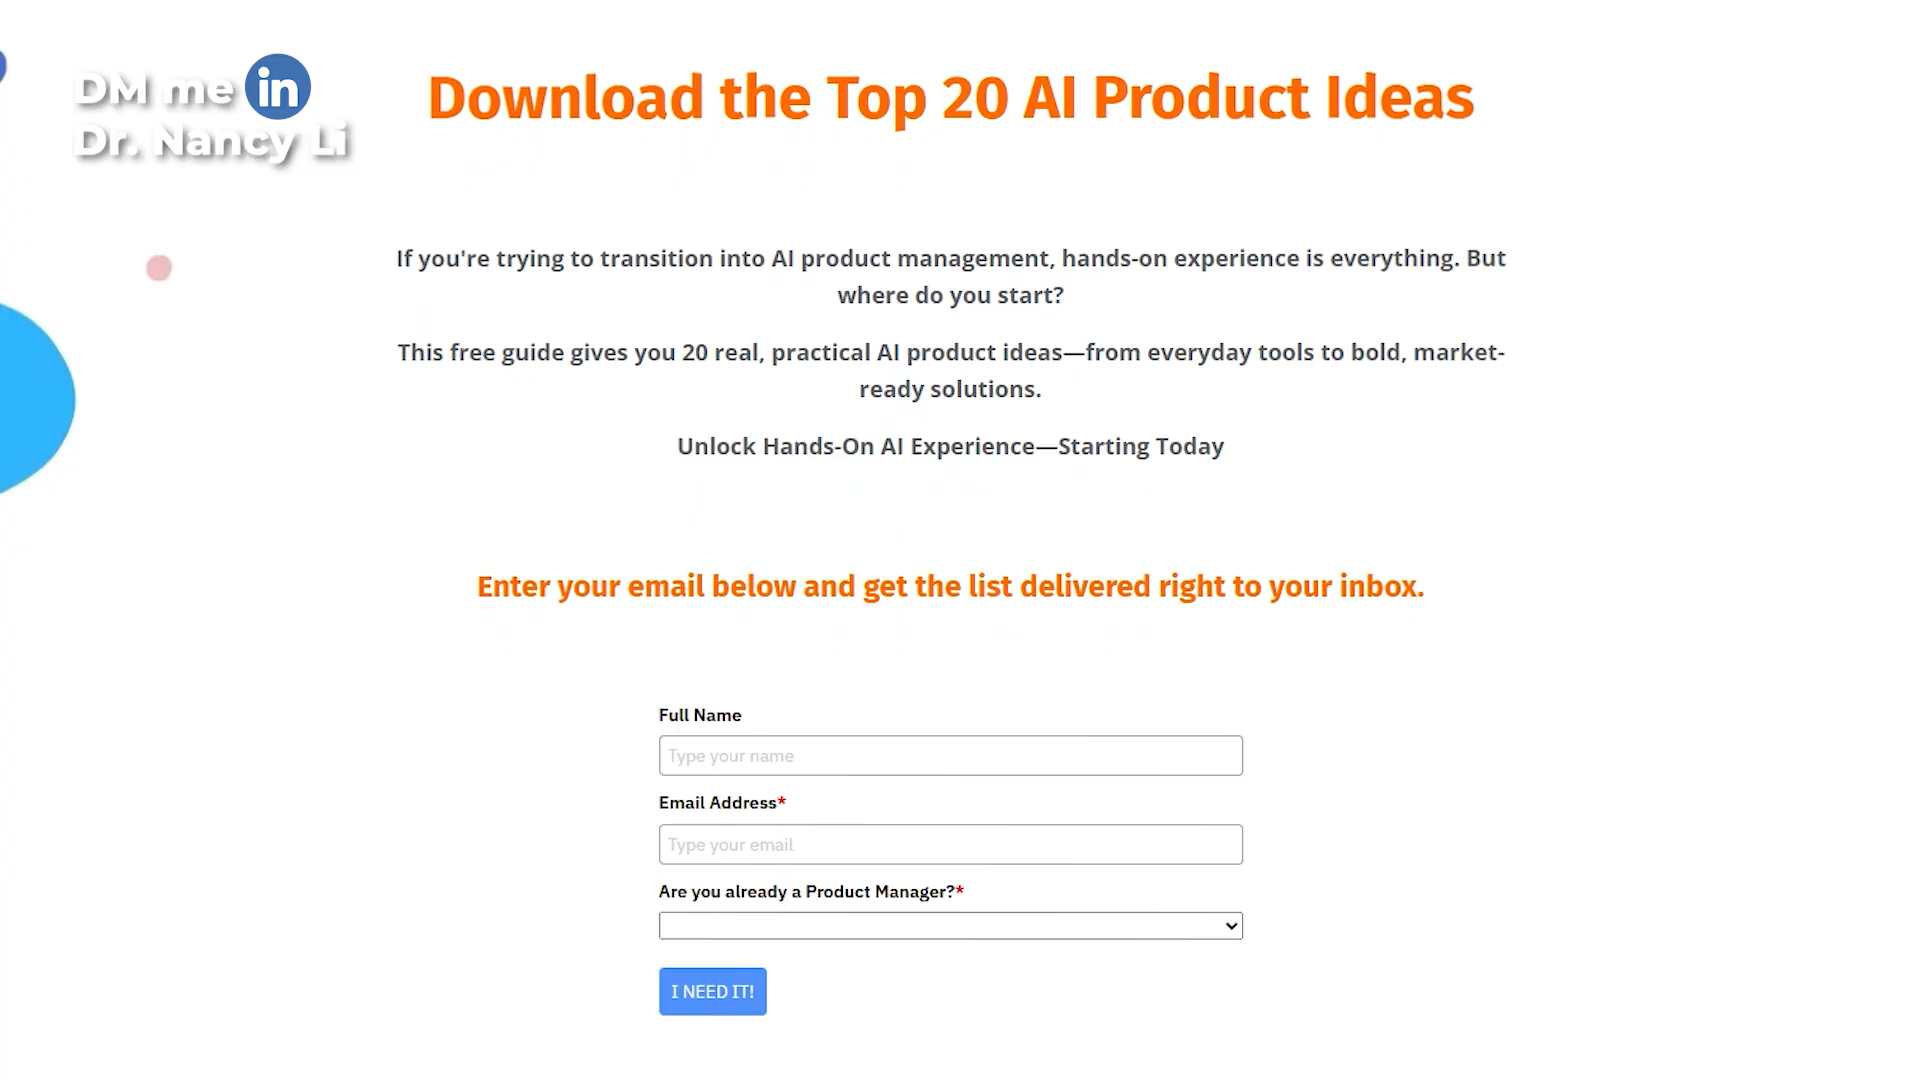 DM me in
Dr. Nancy Li
Download the Top 20 AI Product Ideas
If you're trying to transition into AI product management, hands-on experience is everything. But
where do you start?
This free guide gives you 20 real, practical AI product ideas—from everyday tools to bold, market-
ready solutions.
Unlock Hands-On AI Experience—Starting Today
Enter your email below and get the list delivered right to your inbox.
Full Name
Type your name
Email Address*
Type your email
Are you already a Product Manager?*
I NEED IT!